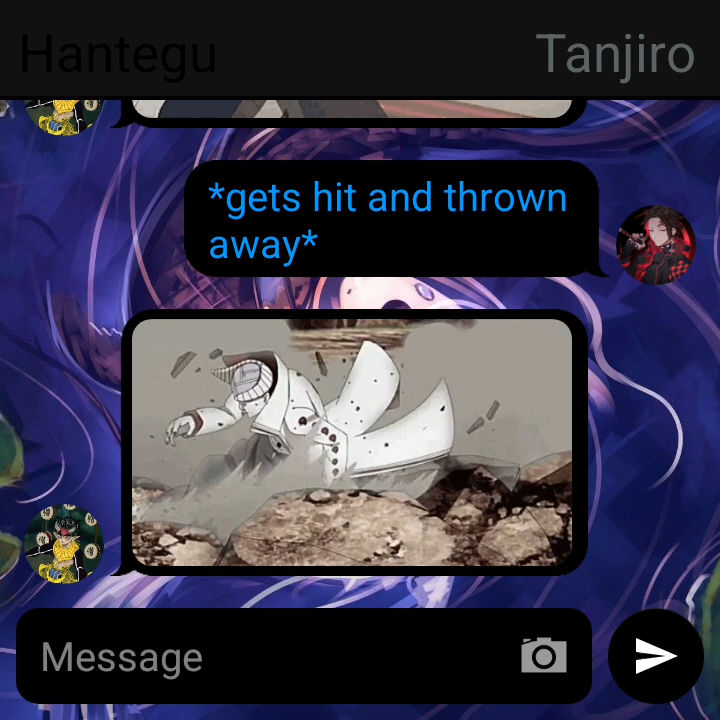 Hantegu
Tanjiro
*gets hit and thrown
away*
Message